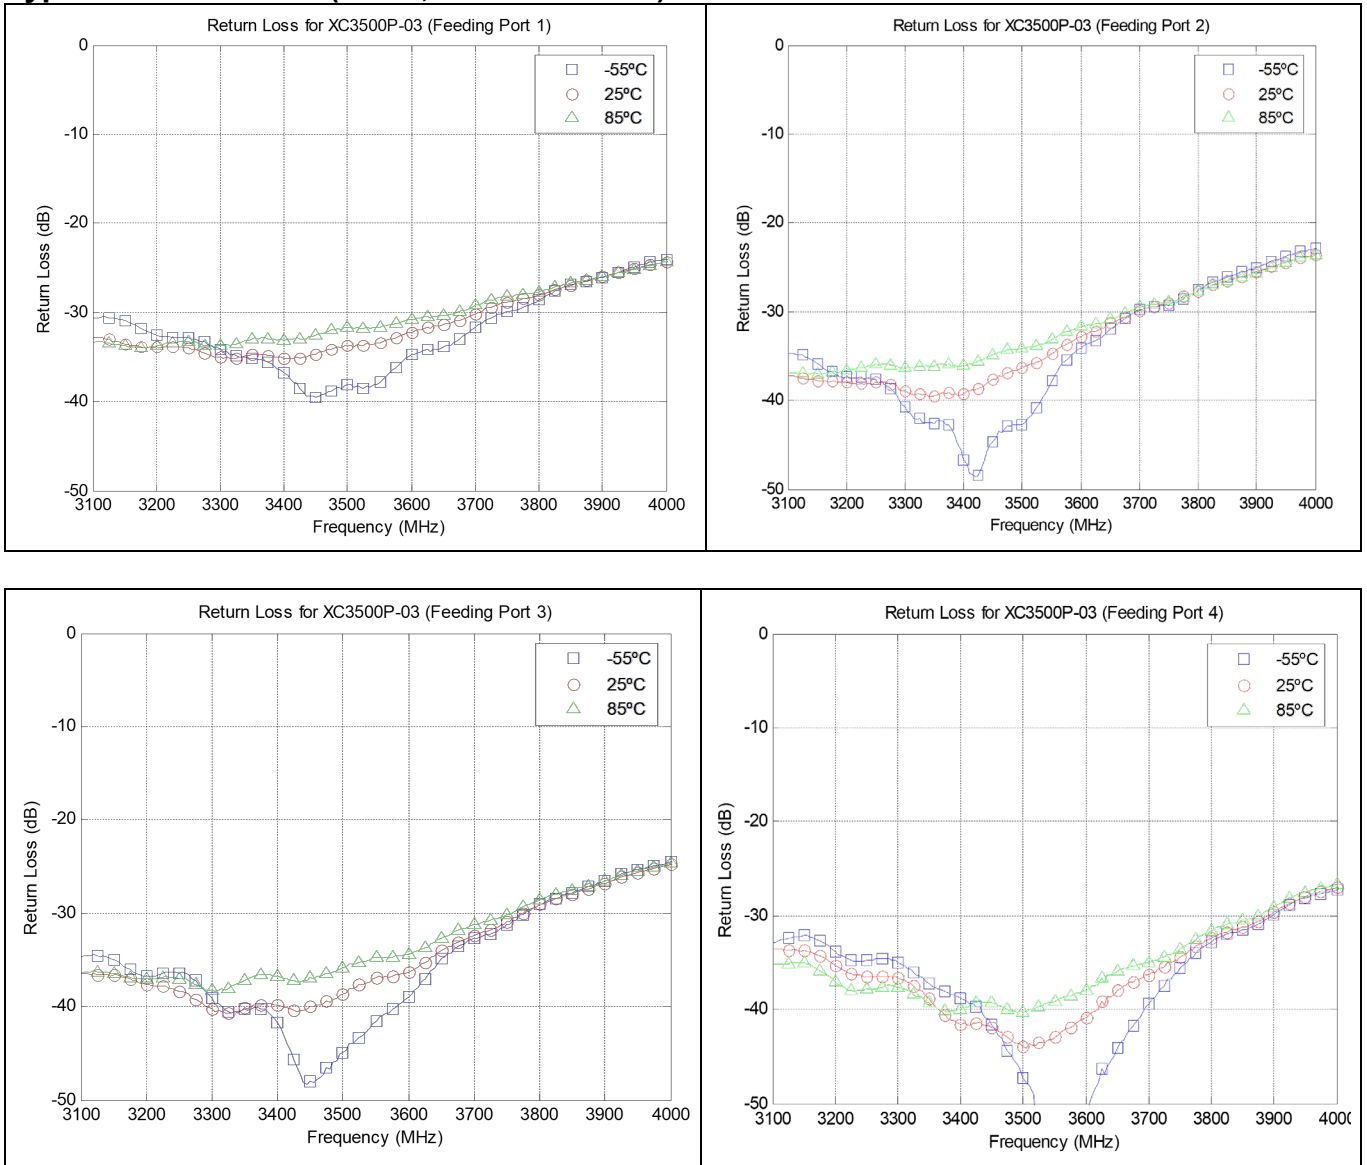 Return Loss for XC3500P-03 (Feeding Port 1)
0
-10
-20
-30
-40
-50
Return Loss (dB)
-55ºC
25ºC
85ºC
3100 3200 3300 3400 3500 3600 3700 3800 3900 4000
Frequency (MHz)
Return Loss for XC3500P-03 (Feeding Port 2)
0
-10
-20
-30
-40
-50
Return Loss (dB)
-55ºC
25ºC
85ºC
3100 3200 3300 3400 3500 3600 3700 3800 3900 4000
Frequency (MHz)
Return Loss for XC3500P-03 (Feeding Port 3)
0
-10
-20
-30
-40
-50
Return Loss (dB)
-55ºC
25ºC
85ºC
3100 3200 3300 3400 3500 3600 3700 3800 3900 4000
Frequency (MHz)
Return Loss for XC3500P-03 (Feeding Port 4)
0
-10
-20
-30
-40
-50
Return Loss (dB)
-55ºC
25ºC
85ºC
3100 3200 3300 3400 3500 3600 3700 3800 3900 4000
Frequency (MHz)